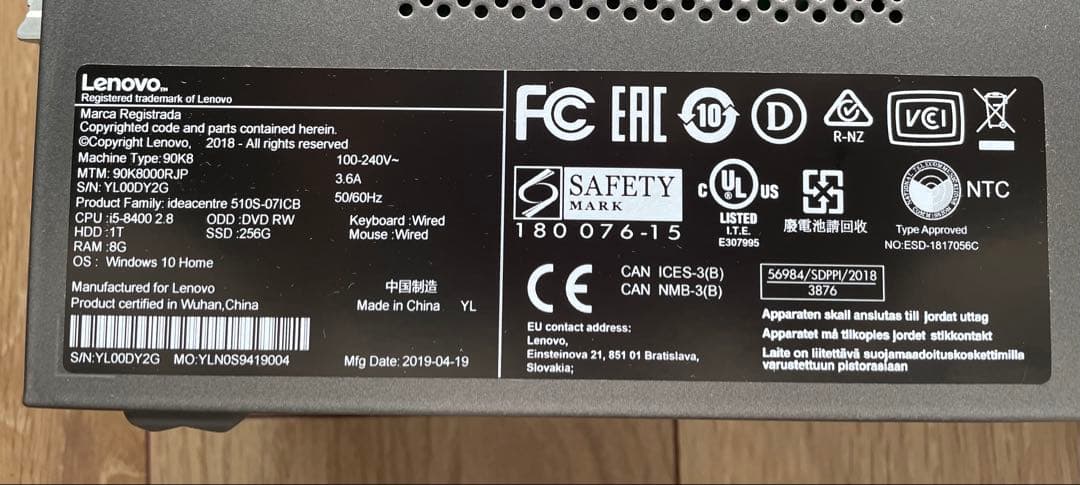 Lenovo™
Registered trademark of Lenovo
Marca Registrada
Copyrighted code and parts contained herein.
©Copyright Lenovo, 2018 - All rights reserved
Machine Type: 90K8 100-240V~
MTM: 90K8000RJP 3.6A
S/N: YL00DY2G 50/60Hz
Product Family: ideacentre 510S-07ICB
CPU :i5-8400 2.8 ODD :DVD RW Keyboard :Wired
HDD :1T SSD :256G Mouse :Wired
RAM :8G
OS : Windows 10 Home
Manufactured for Lenovo 中国制造
Product certified in Wuhan,China Made in China YL
S/N:YL00DY2G MO:YLN0S9419004 Mfg Date: 2019-04-19
FC EAC 10 D R-NZ VCI
SAFETY
MARK
180 076-15
C UL US
LISTED
I.T.E.
E307995
廢電池請回收
NTC
Type Approved
NO:ESD-1817056C
CE
CAN ICES-3(B)
CAN NMB-3(B)
56984/SDPPI/2018
3876
EU contact address:
Lenovo,
Einsteinova 21, 851 01 Bratislava,
Slovakia;
Apparaten skall anslutas till jordat uttag
Apparatet må tilkoples jordet stikkontakt
Laite on liitettävä suojamaadoituskoskettimilla
varustettuun pistorasiaan